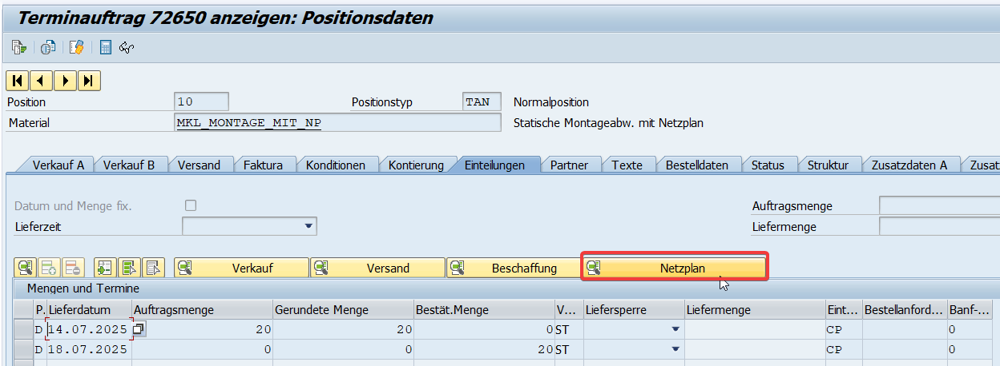 Terminauftrag 72650 anzeigen: Positionsdaten
Position 10 Positionstyp TAN Normalposition
Material MKL_MONTAGE_MIT_NP Statische Montageabw. mit Netzplan
Verkauf A Verkauf B Versand Faktura Konditionen Kontierung Einteilungen Partner Texte Bestelldaten Status Struktur Zusatzdaten A Zusat
Datum und Menge fix. Auftragsmenge
Lieferzeit Liefermenge
Verkauf Versand Beschaffung Netzplan
Mengen und Termine
P. Lieferdatum Auftragsmenge Gerundete Menge Bestät.Menge V... Liefersperre Liefermenge Eint... Bestellanford... Banf-...
D 14.07.2025 20 20 0 ST CP 0
D 18.07.2025 0 0 20 ST CP 0